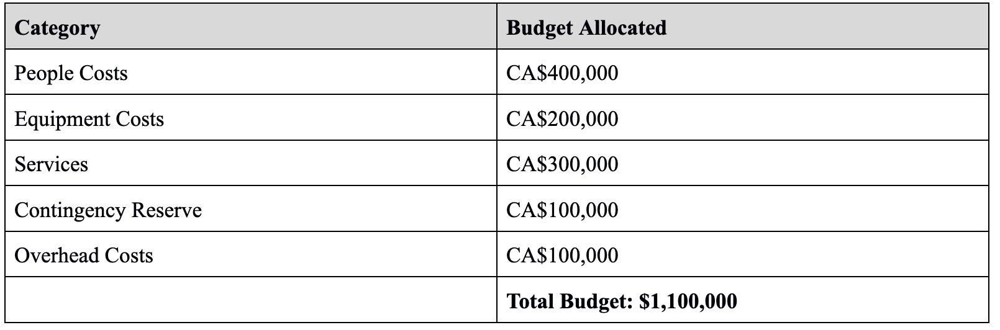 Category Budget Allocated
People Costs CA$400,000
Equipment Costs CA$200,000
Services CA$300,000
Contingency Reserve CA$100,000
Overhead Costs CA$100,000
Total Budget: $1,100,000